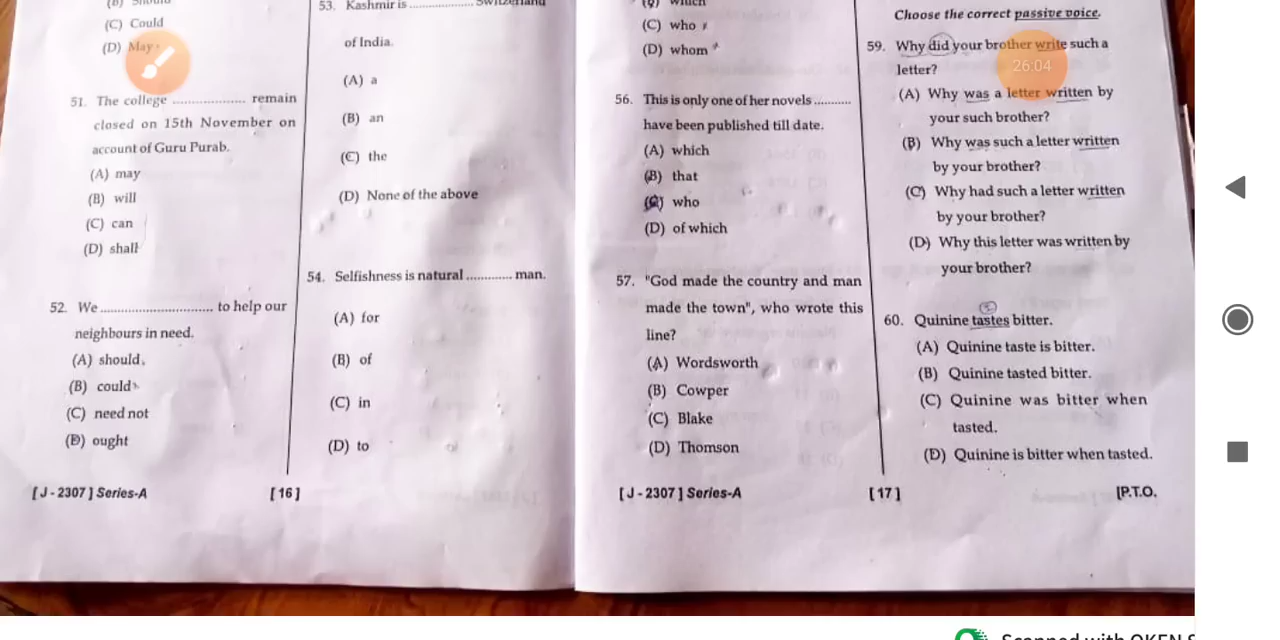 (B) Should
(C) Could
(D) May
51. The college .................... remain
closed on 15th November on
account of Guru Purab.
(A) may
(B) will
(C) can
(D) shall
52. We ................................ to help our
neighbours in need.
(A) should
(B) could
(C) need not
(D) ought
[ J - 2307 ] Series-A
53. Kashmir is .................. Switzerland
of India.
(A) a
(B) an
(C) the
(D) None of the above
54. Selfishness is natural ............. man.
(A) for
(B) of
(C) in
(D) to
[ 16 ]
which
(C) who
(D) whom
56. This is only one of her novels ...........
have been published till date.
(A) which
(B) that
(C) who
(D) of which
57. "God made the country and man
made the town", who wrote this
line?
(A) Wordsworth
(B) Cowper
(C) Blake
(D) Thomson
[ J - 2307 ] Series-A
Choose the correct passive voice.
59. Why did your brother write such a
letter?
26:04
(A) Why was a letter written by
your such brother?
(B) Why was such a letter written
by your brother?
(C) Why had such a letter written
by your brother?
(D) Why this letter was written by
your brother?
60. Quinine tastes bitter.
(A) Quinine taste is bitter.
(B) Quinine tasted bitter.
(C) Quinine was bitter when
tasted.
(D) Quinine is bitter when tasted.
[ 17 ]
[P.T.O.
Scanned with OKEN